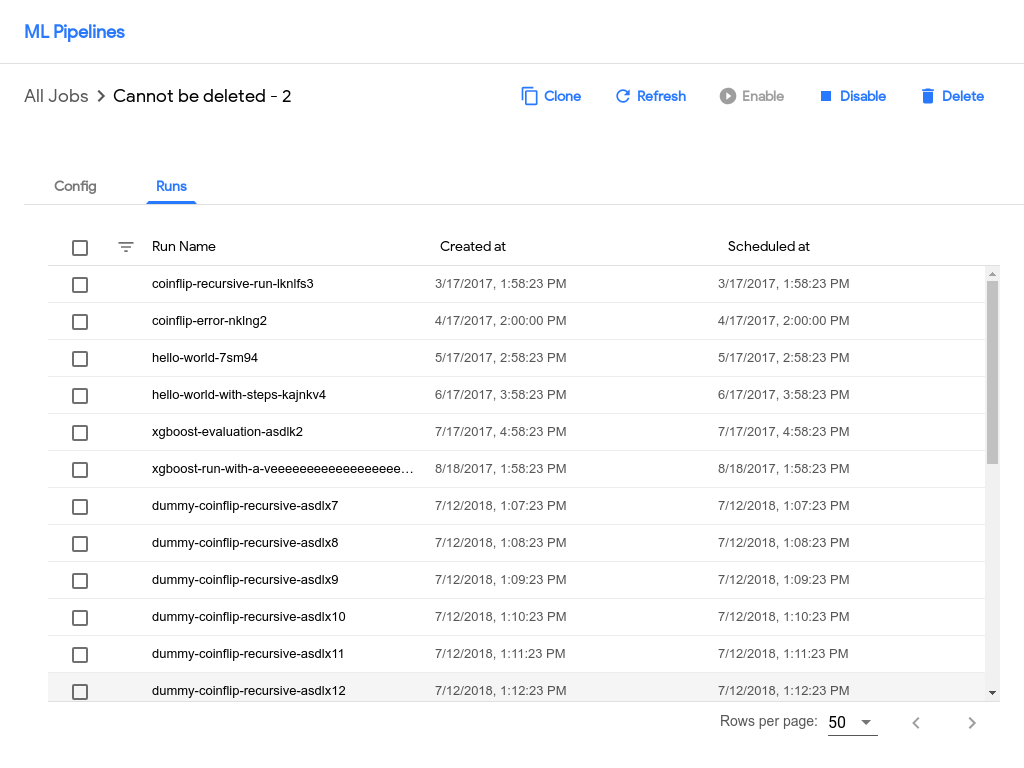 ML Pipelines
All Jobs > Cannot be deleted - 2
Clone Refresh Enable Disable Delete
Config Runs
Run Name Created at Scheduled at
coinflip-recursive-run-lknlfs3 3/17/2017, 1:58:23 PM 3/17/2017, 1:58:23 PM
coinflip-error-nklng2 4/17/2017, 2:00:00 PM 4/17/2017, 2:00:00 PM
hello-world-7sm94 5/17/2017, 2:58:23 PM 5/17/2017, 2:58:23 PM
hello-world-with-steps-kajnkv4 6/17/2017, 3:58:23 PM 6/17/2017, 3:58:23 PM
xgboost-evaluation-asdlk2 7/17/2017, 4:58:23 PM 7/17/2017, 4:58:23 PM
xgboost-run-with-a-veeeeeeeeeeeeeeeeee… 8/18/2017, 1:58:23 PM 8/18/2017, 1:58:23 PM
dummy-coinflip-recursive-asdlx7 7/12/2018, 1:07:23 PM 7/12/2018, 1:07:23 PM
dummy-coinflip-recursive-asdlx8 7/12/2018, 1:08:23 PM 7/12/2018, 1:08:23 PM
dummy-coinflip-recursive-asdlx9 7/12/2018, 1:09:23 PM 7/12/2018, 1:09:23 PM
dummy-coinflip-recursive-asdlx10 7/12/2018, 1:10:23 PM 7/12/2018, 1:10:23 PM
dummy-coinflip-recursive-asdlx11 7/12/2018, 1:11:23 PM 7/12/2018, 1:11:23 PM
dummy-coinflip-recursive-asdlx12 7/12/2018, 1:12:23 PM 7/12/2018, 1:12:23 PM
Rows per page: 50